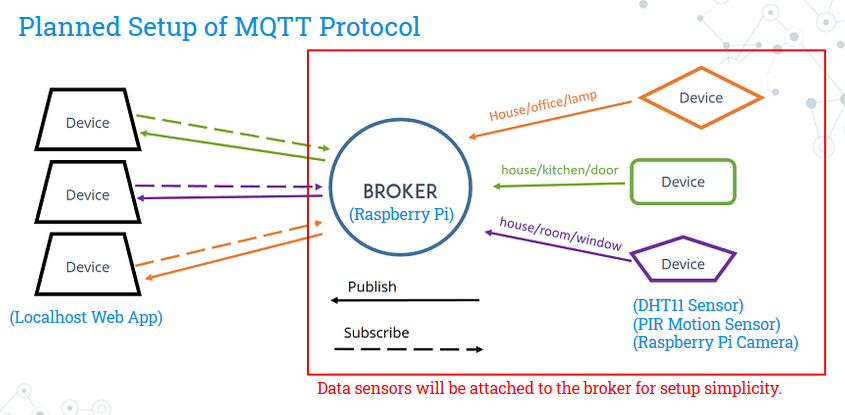 Planned Setup of MQTT Protocol
Device
Device
Device
(Localhost Web App)
BROKER
(Raspberry Pi)
Publish
Subscribe
House/office/lamp
house/kitchen/door
house/room/window
Device
Device
Device
(DHT11 Sensor)
(PIR Motion Sensor)
(Raspberry Pi Camera)
Data sensors will be attached to the broker for setup simplicity.